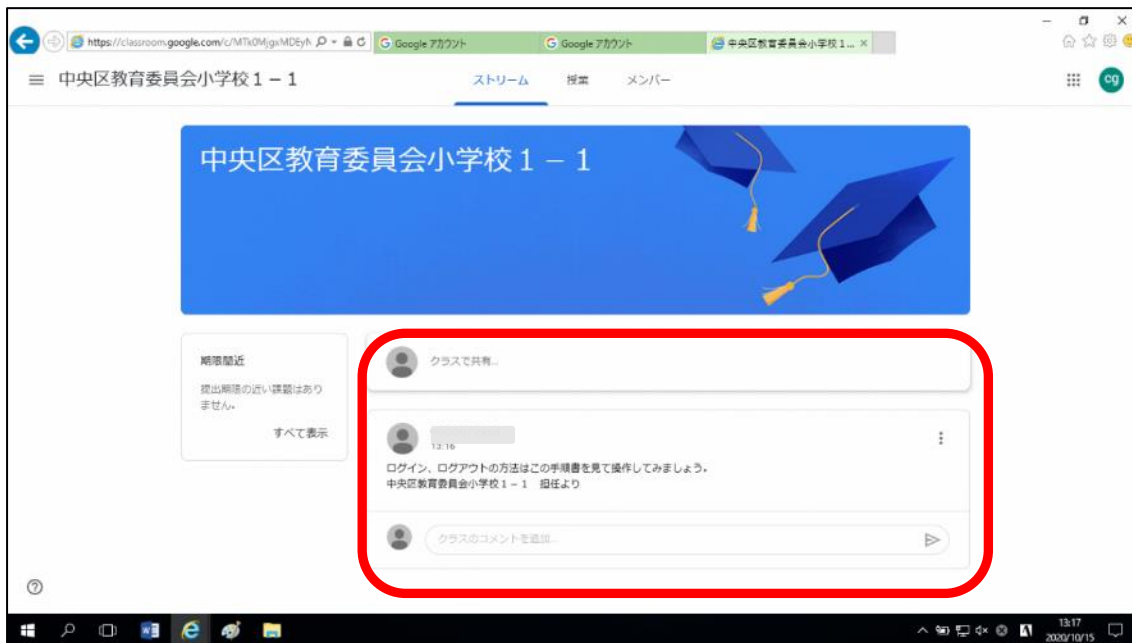 https://classroom.google.com/c/MTk0MjgxMDEyN
Google アカウント
Google アカウント
中央区教育委員会小学校1...
中央区教育委員会小学校１－１
ストリーム
授業
メンバー
cg
中央区教育委員会小学校１－１
期限間近
提出期限の近い課題はあり
ません。
すべて表示
クラスで共有...
13:16
ログイン、ログアウトの方法はこの手順書を見て操作してみましょう。
中央区教育委員会小学校１－１　担任より
クラスのコメントを追加...
A
13:17
2020/10/15